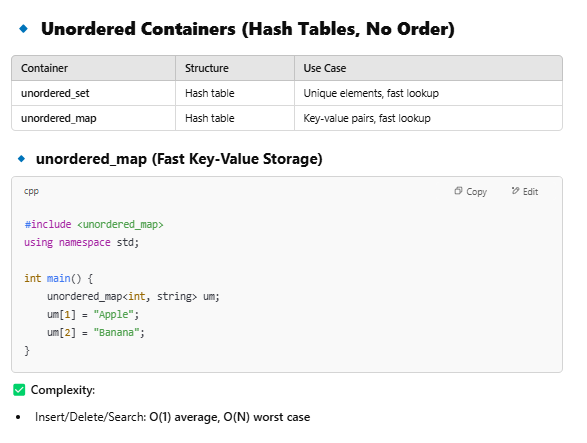 Unordered Containers (Hash Tables, No Order)
Container Structure Use Case
unordered_set Hash table Unique elements, fast lookup
unordered_map Hash table Key-value pairs, fast lookup
unordered_map (Fast Key-Value Storage)
cpp Copy Edit
#include <unordered_map>
using namespace std;
int main() {
    unordered_map<int, string> um;
    um[1] = "Apple";
    um[2] = "Banana";
}
✅ Complexity:
• Insert/Delete/Search: O(1) average, O(N) worst case